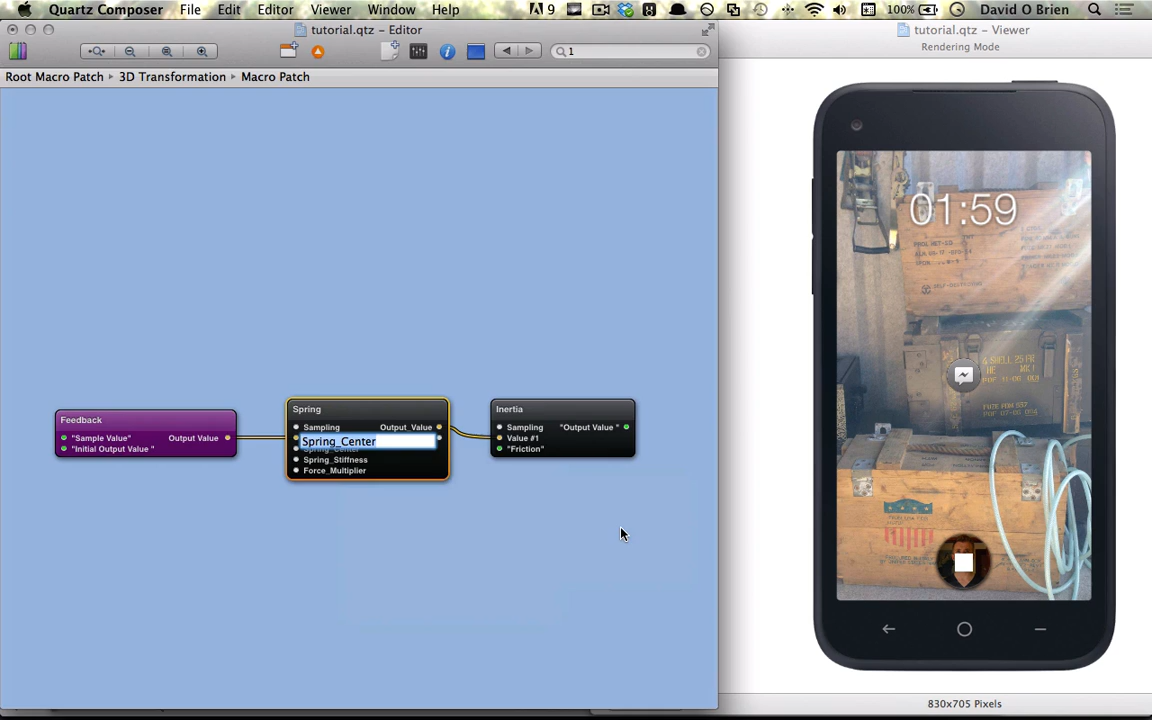 Quartz Composer File Edit Editor Viewer Window Help 9 100% David O Brien
tutorial.qtz – Editor
1
Root Macro Patch 3D Transformation Macro Patch
Feedback
"Sample Value" Output Value
"Initial Output Value "
Spring
Sampling Output_Value
Spring_Center
Spring_Stiffness
Force_Multiplier
Inertia
Sampling "Output Value "
Value #1
"Friction"
tutorial.qtz – Viewer
Rendering Mode
01:59
830x705 Pixels